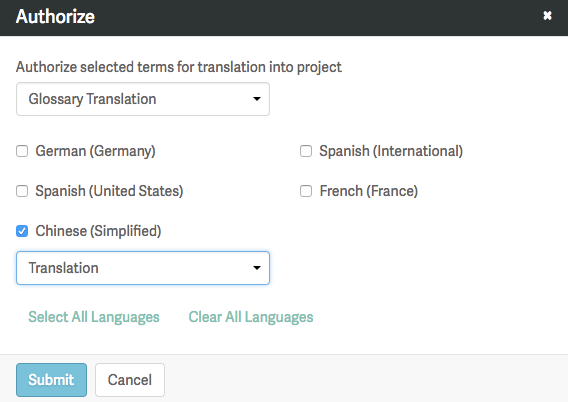 Authorize
Authorize selected terms for translation into project
Glossary Translation
German (Germany)
Spanish (International)
Spanish (United States)
French (France)
Chinese (Simplified)
Translation
Select All Languages
Clear All Languages
Submit
Cancel